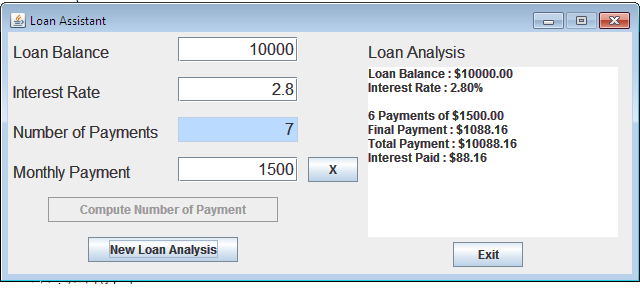 Loan Assistant
Loan Balance 10000
Interest Rate 2.8
Number of Payments 7
Monthly Payment 1500 X
Compute Number of Payment
New Loan Analysis
Loan Analysis
Loan Balance : $10000.00
Interest Rate : 2.80%
6 Payments of $1500.00
Final Payment : $1088.16
Total Payment : $10088.16
Interest Paid : $88.16
Exit